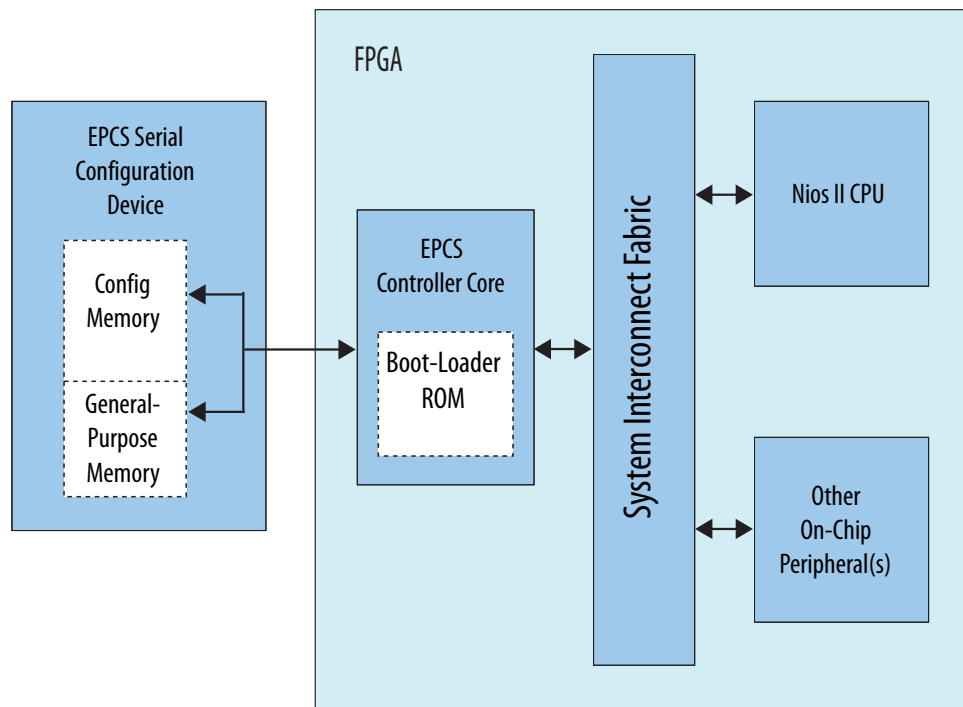 FPGA
EPCS Serial
Configuration
Device
Config
Memory
General-
Purpose
Memory
EPCS
Controller Core
Boot-Loader
ROM
System Interconnect Fabric
Nios II CPU
Other
On-Chip
Peripheral(s)